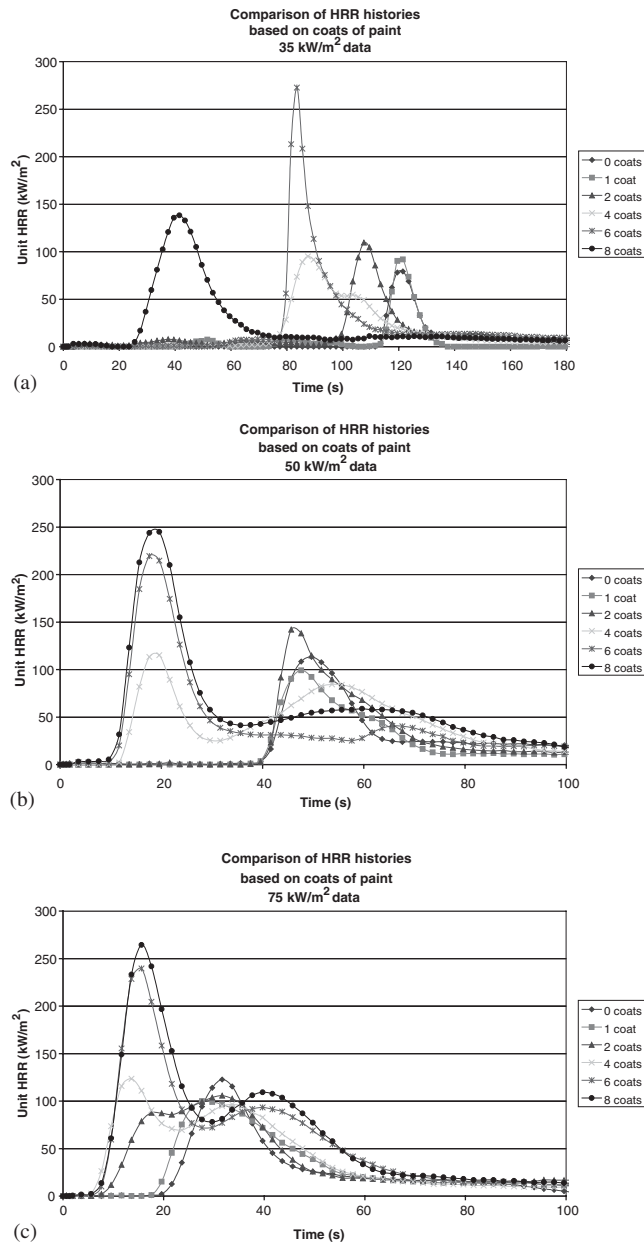 Comparison of HRR histories
based on coats of paint
35 kW/m² data
Unit HRR (kW/m²)
300
250
200
150
100
50
0
0 20 40 60 80 100 120 140 160 180
Time (s)
0 coats
1 coat
2 coats
4 coats
6 coats
8 coats
(a)
Comparison of HRR histories
based on coats of paint
50 kW/m² data
Unit HRR (kW/m²)
300
250
200
150
100
50
0
0 20 40 60 80 100
Time (s)
0 coats
1 coat
2 coats
4 coats
6 coats
8 coats
(b)
Comparison of HRR histories
based on coats of paint
75 kW/m² data
Unit HRR (kW/m²)
300
250
200
150
100
50
0
0 20 40 60 80 100
Time (s)
0 coats
1 coat
2 coats
4 coats
6 coats
8 coats
(c)